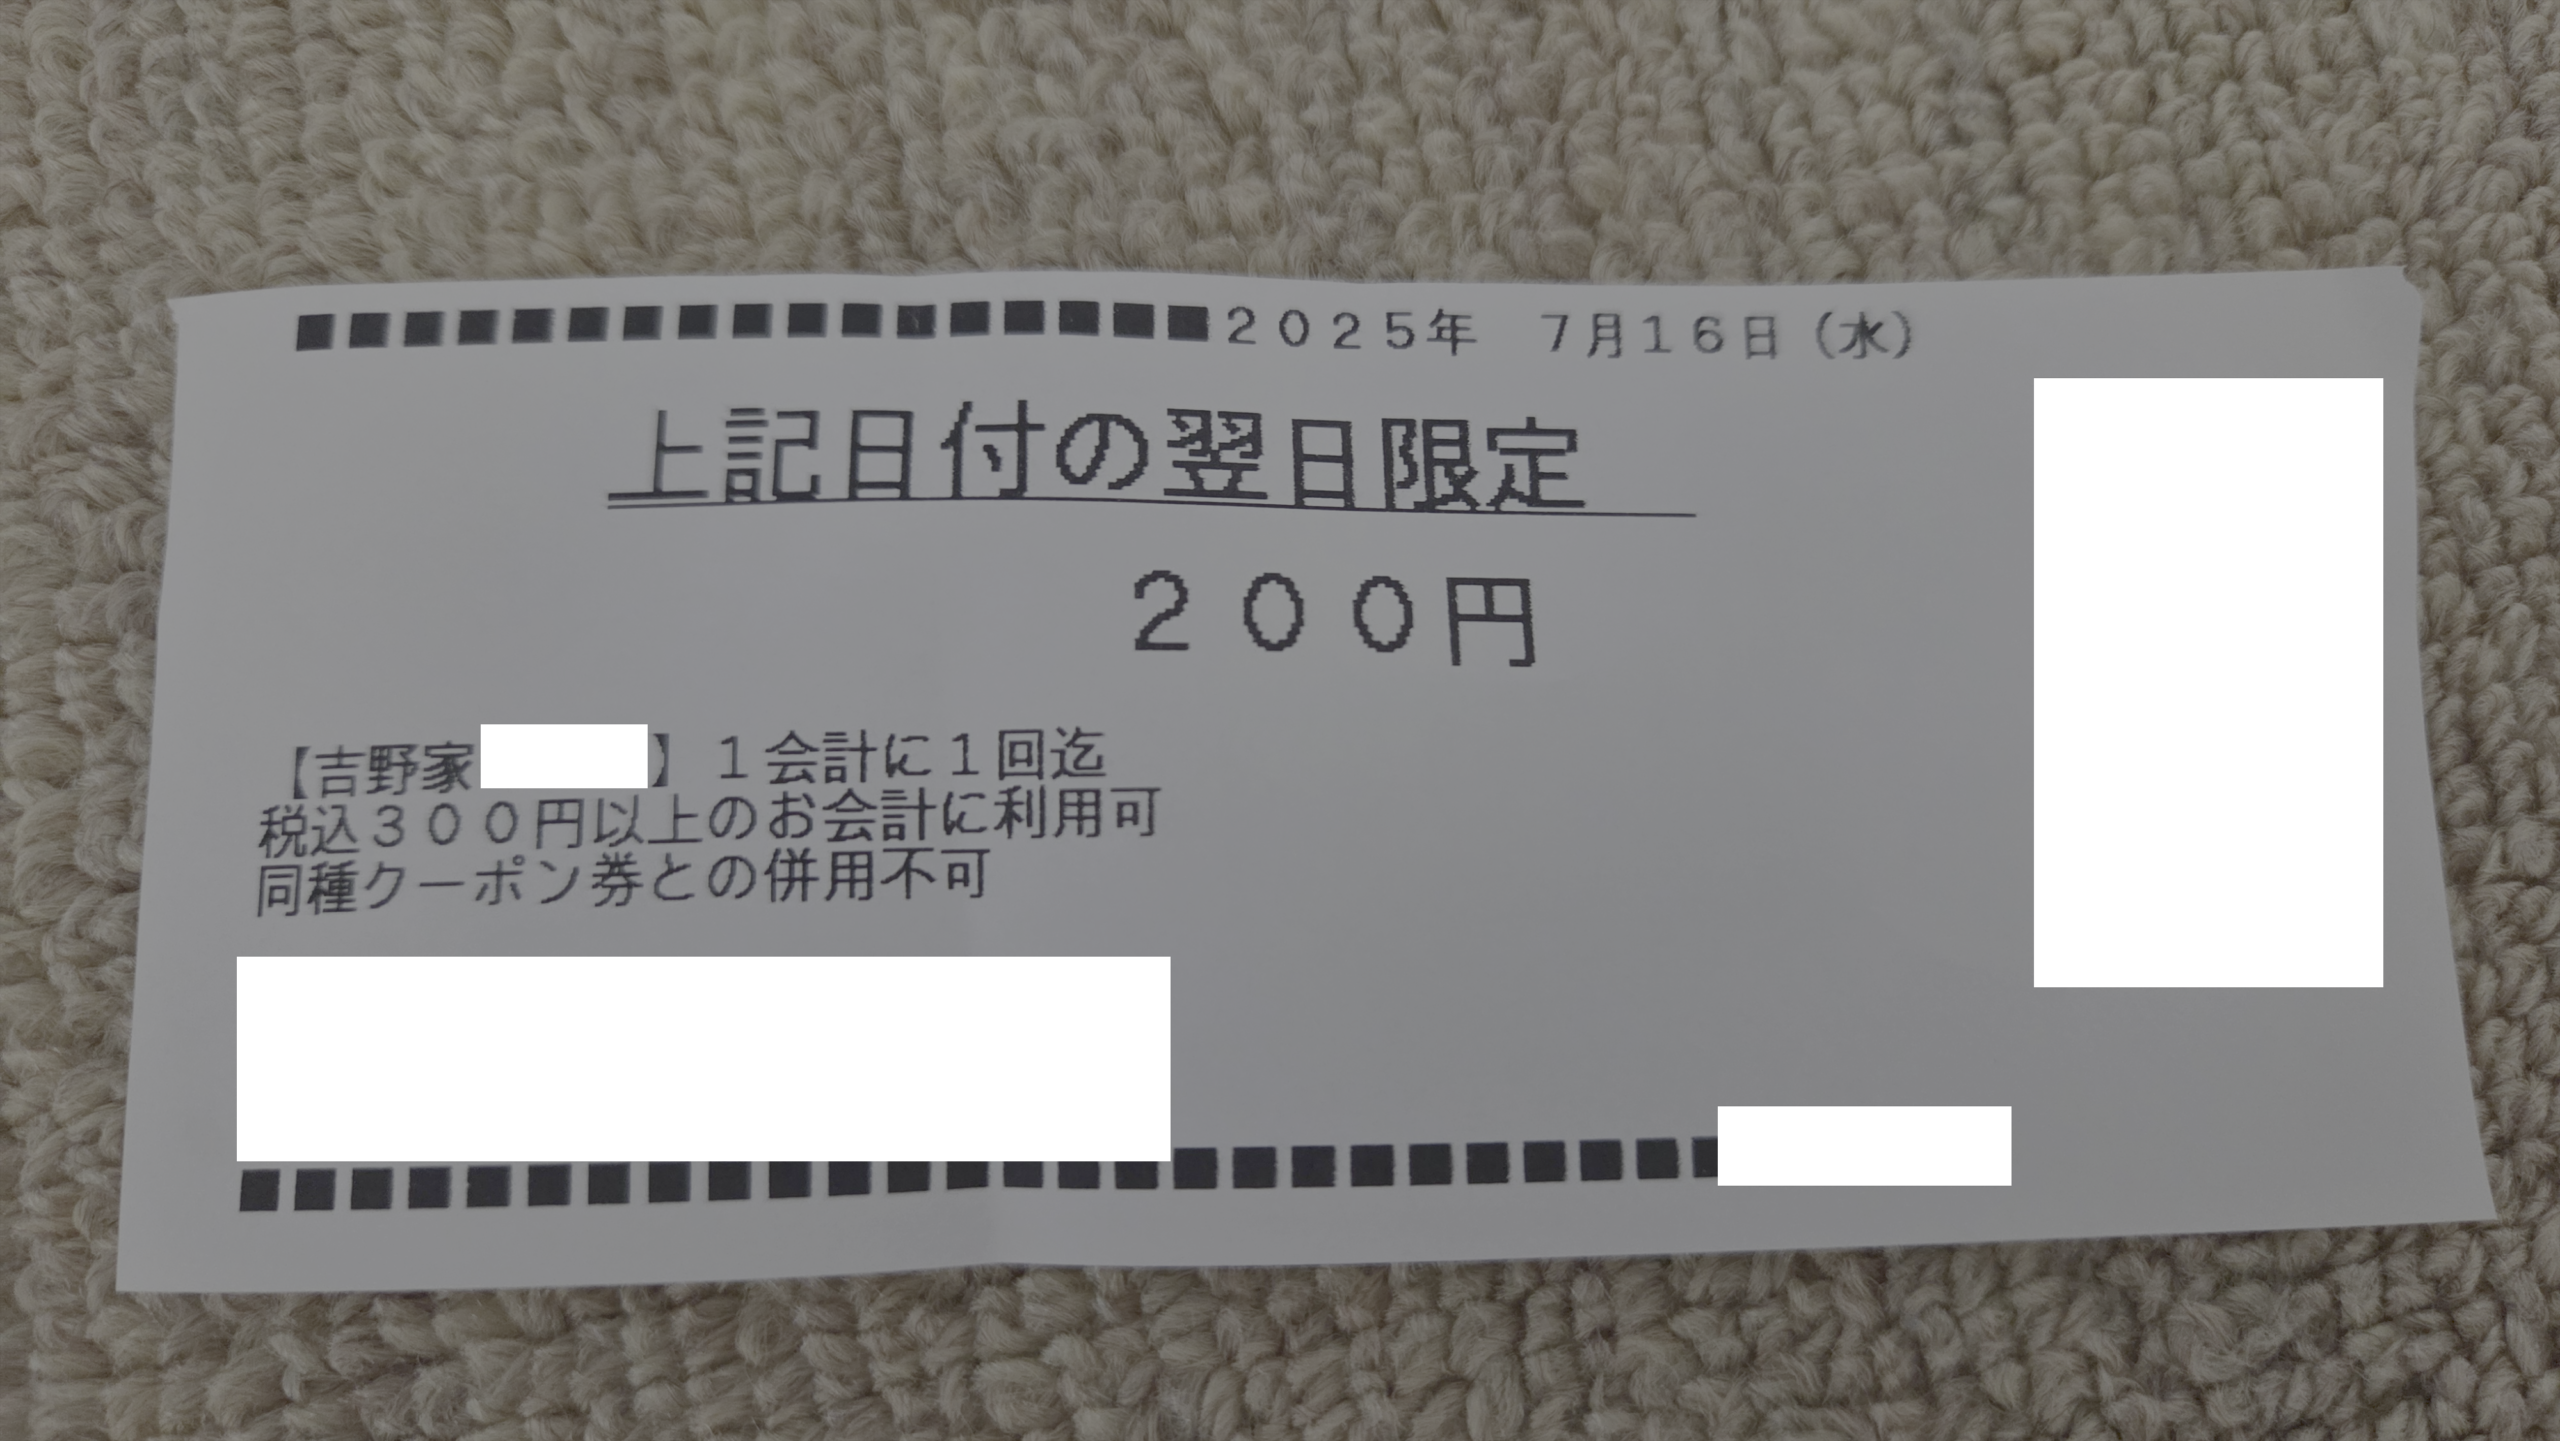 ■■■■■■■■■■■■■■■■■２０２５年　７月１６日（水）
上記日付の翌日限定
２００円
【吉野家】１会計に１回迄
税込３００円以上のお会計に利用可
同種クーポン券との併用不可
■■■■■■■■■■■■■■■■■■■■■■■■■■